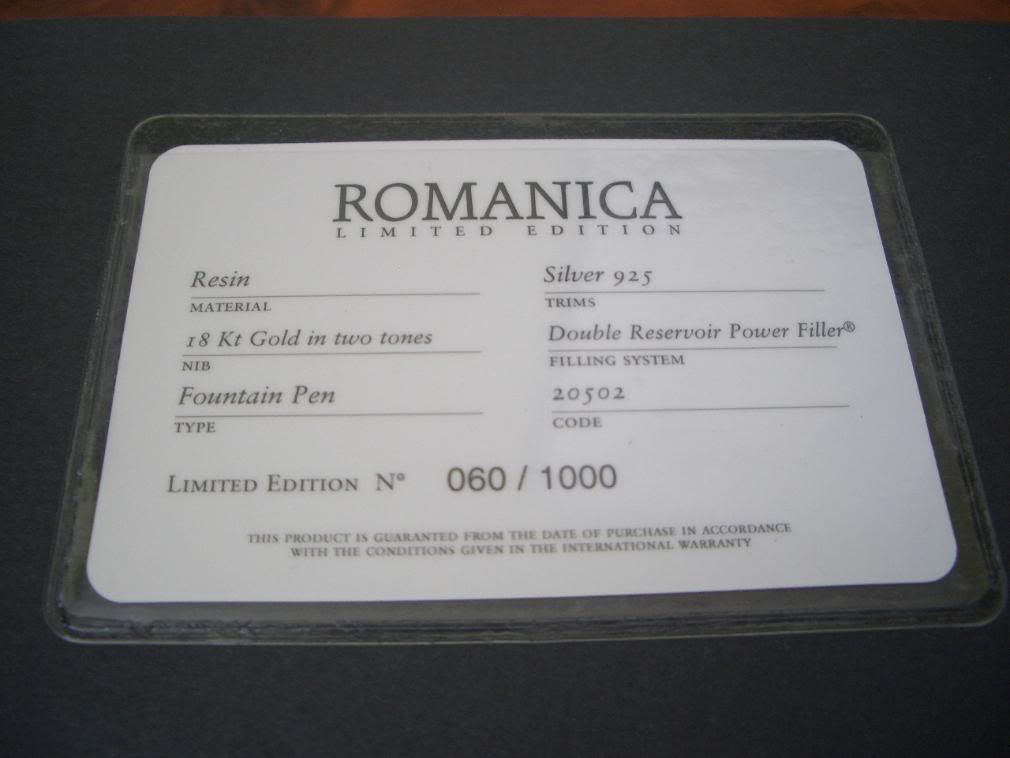 ROMANICA
LIMITED EDITION
Resin
MATERIAL
Silver 925
TRIMS
18 Kt Gold in two tones
NIB
Double Reservoir Power Filler®
FILLING SYSTEM
Fountain Pen
TYPE
20502
CODE
LIMITED EDITION N° 060 / 1000
THIS PRODUCT IS GUARANTED FROM THE DATE OF PURCHASE IN ACCORDANCE
WITH THE CONDITIONS GIVEN IN THE INTERNATIONAL WARRANTY